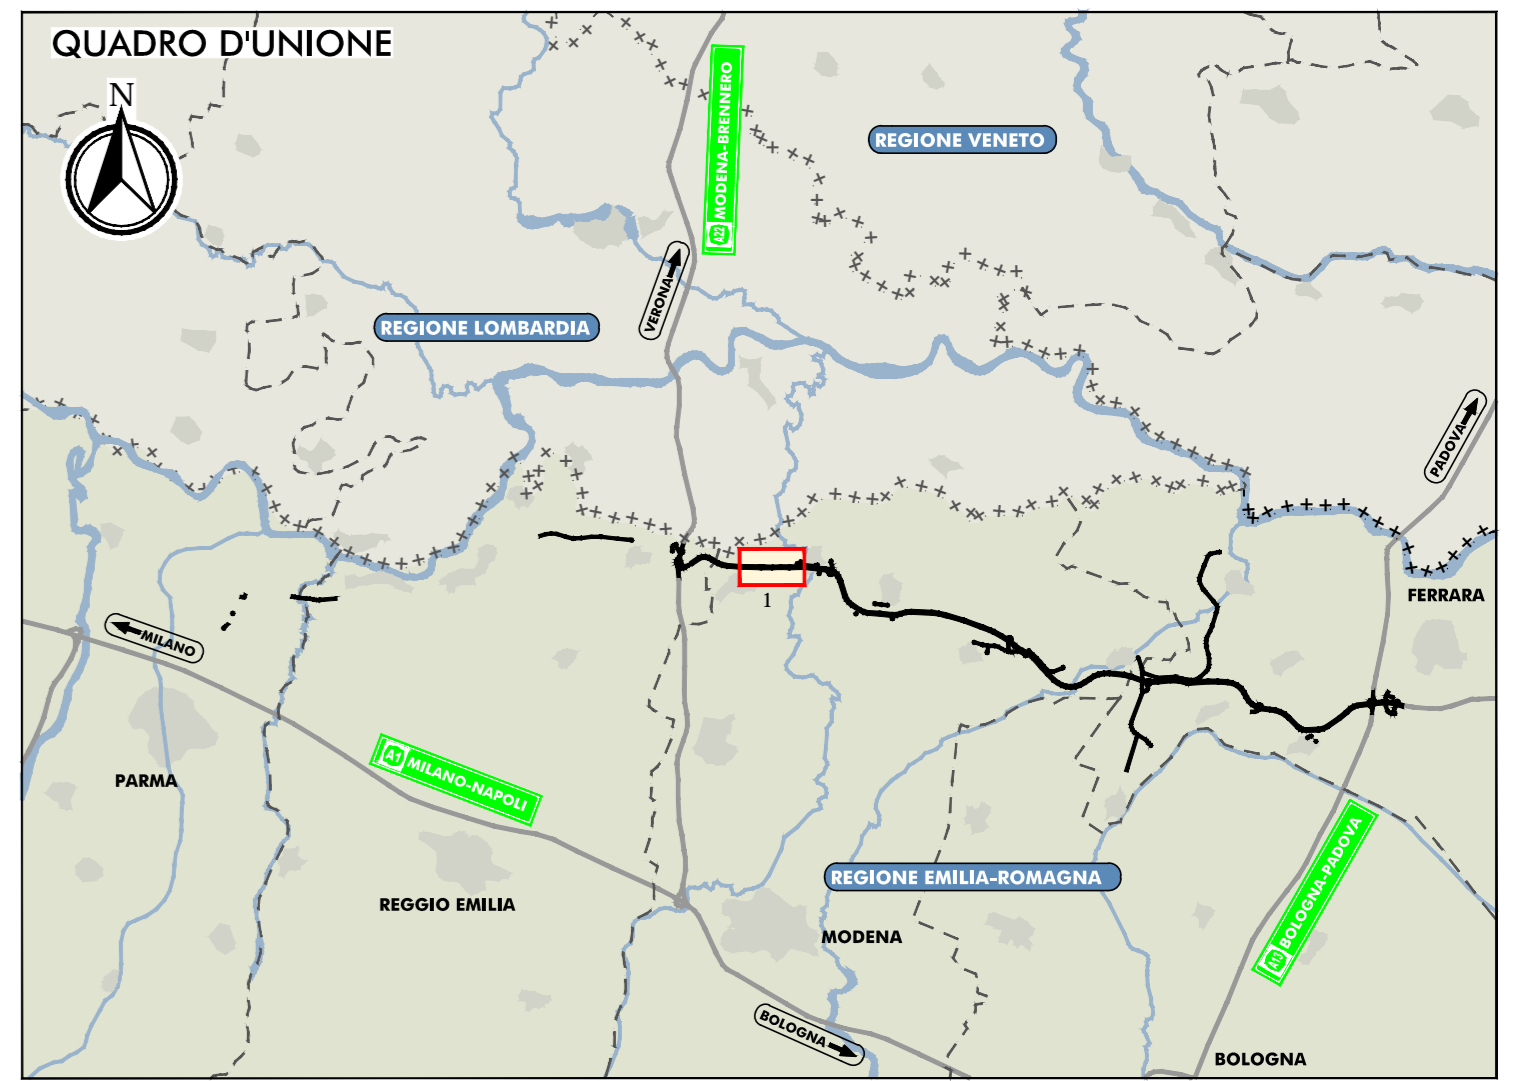 QUADRO D'UNIONE
N
A22 MODENA-BRENNERO
REGIONE VENETO
VERONA
REGIONE LOMBARDIA
PADOVA
FERRARA
1
MILANO
PARMA
A1 MILANO-NAPOLI
REGGIO EMILIA
REGIONE EMILIA-ROMAGNA
MODENA
A13 BOLOGNA-PADOVA
BOLOGNA
BOLOGNA